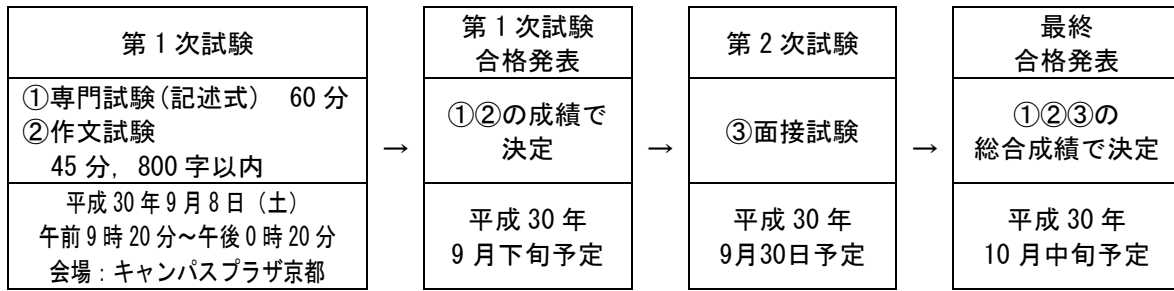 第1次試験
①専門試験(記述式) 60分
②作文試験
45分,800字以内
平成30年9月8日(土)
午前9時20分~午後0時20分
会場:キャンパスプラザ京都
→
第1次試験
合格発表
①②の成績で
決定
平成30年
9月下旬予定
→
第2次試験
③面接試験
平成30年
9月30日予定
→
最終
合格発表
①②③の
総合成績で決定
平成30年
10月中旬予定